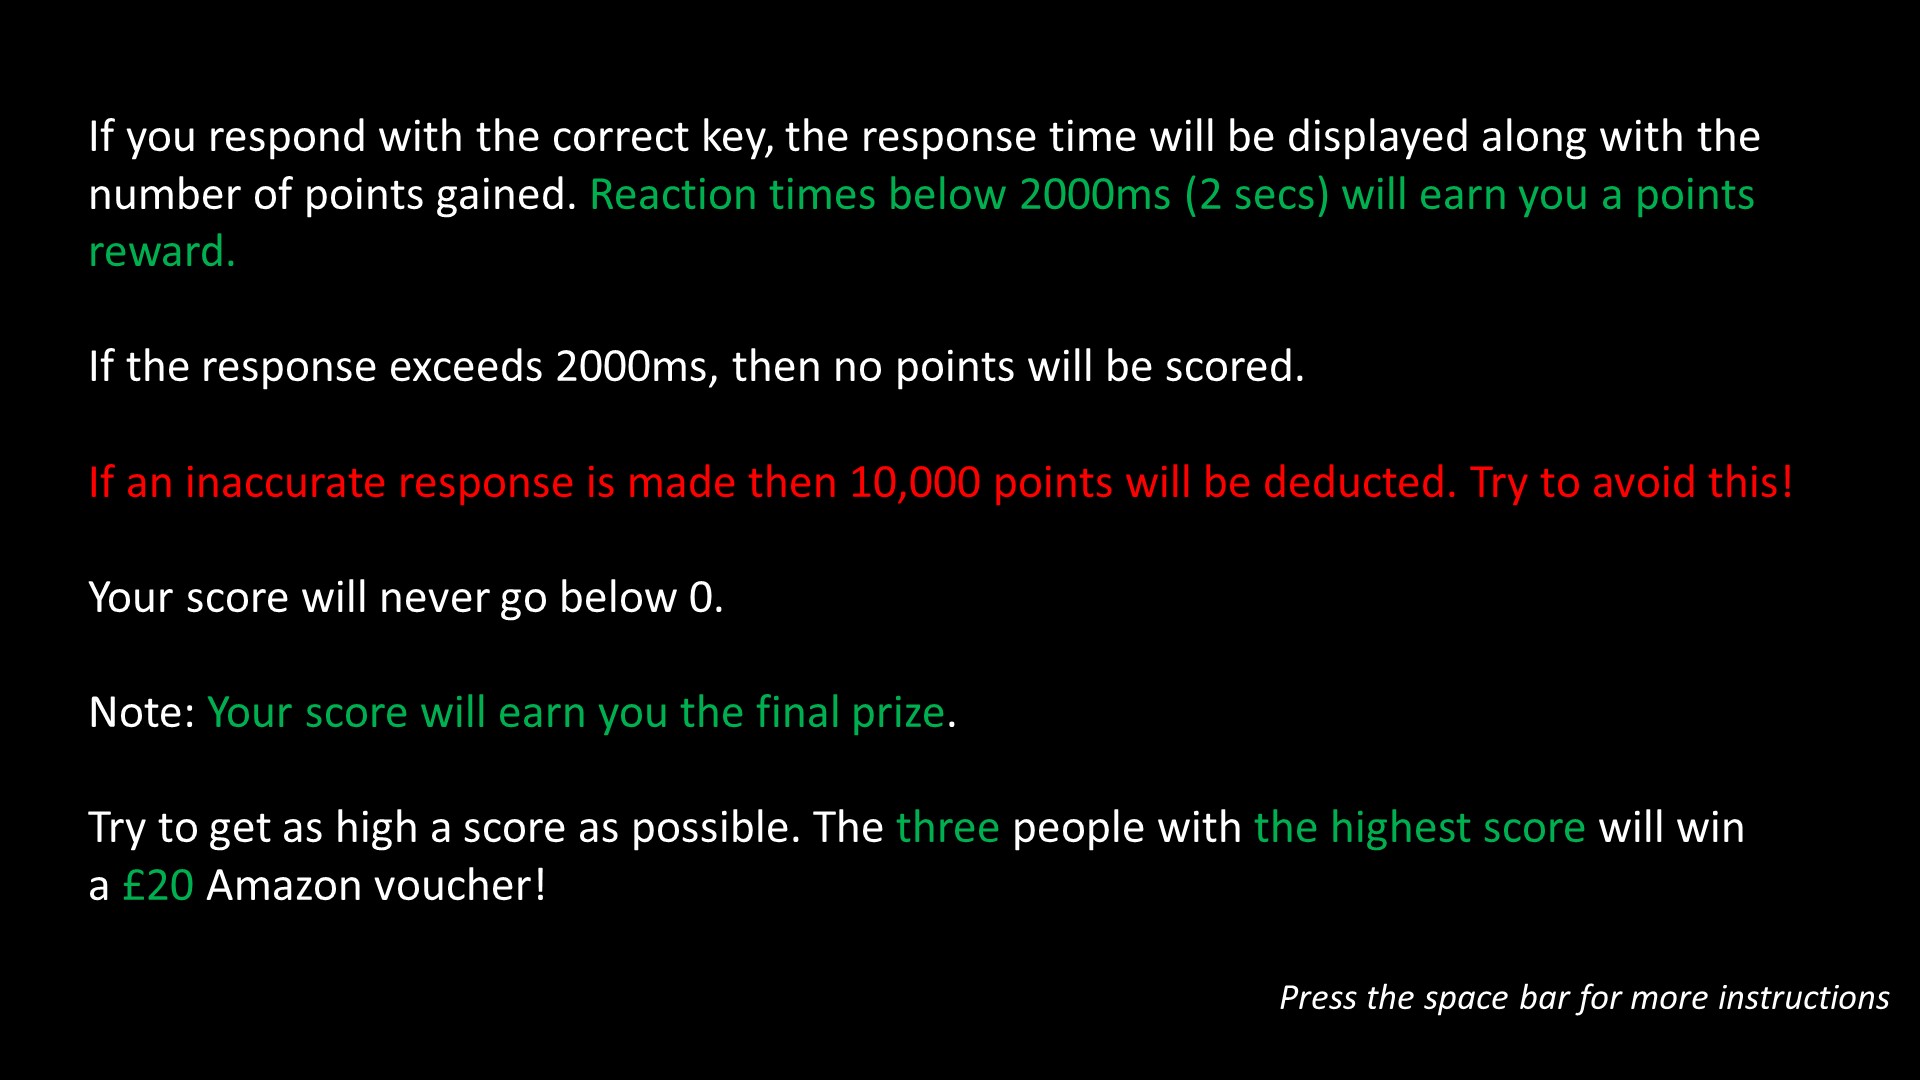 If you respond with the correct key, the response time will be displayed along with the
number of points gained. Reaction times below 2000ms (2 secs) will earn you a points
reward.
If the response exceeds 2000ms, then no points will be scored.
If an inaccurate response is made then 10,000 points will be deducted. Try to avoid this!
Your score will never go below 0.
Note: Your score will earn you the final prize.
Try to get as high a score as possible. The three people with the highest score will win
a £20 Amazon voucher!
Press the space bar for more instructions